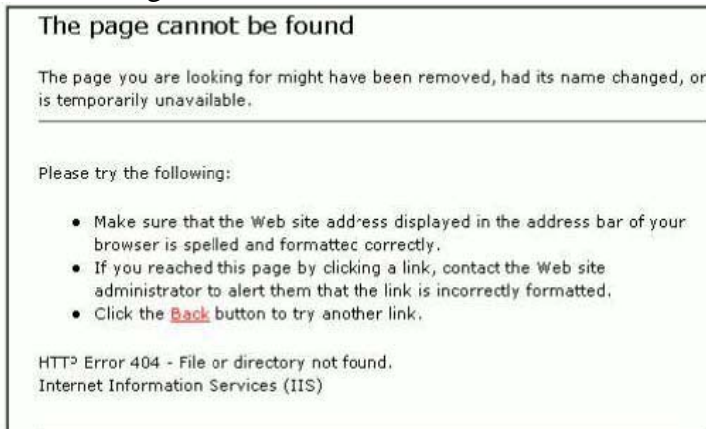 The page cannot be found
The page you are looking for might have been removed, had its name changed, or
is temporarily unavailable.
Please try the following:
• Make sure that the Web site address displayed in the address bar of your
browser is spelled and formatted correctly.
• If you reached this page by clicking a link, contact the Web site
administrator to alert them that the link is incorrectly formatted.
• Click the Back button to try another link.
HTTP Error 404 - File or directory not found.
Internet Information Services (IIS)